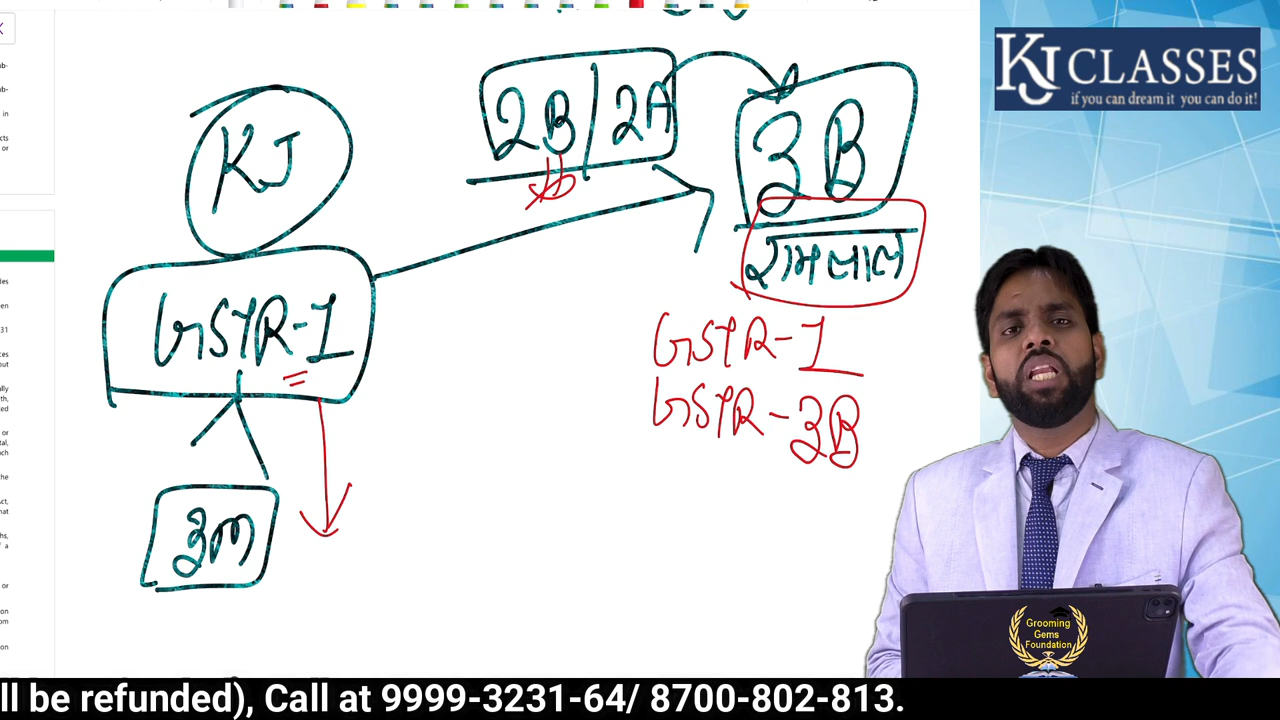 KJ CLASSES
if you can dream it you can do it!
2B | 2A
3B
KJ
रामलाल
GSTR-1
GSTR-1
GSTR-3B
3m
Grooming
Gems
Foundation
ll be refunded), Call at 9999-3231-64/ 8700-802-813.